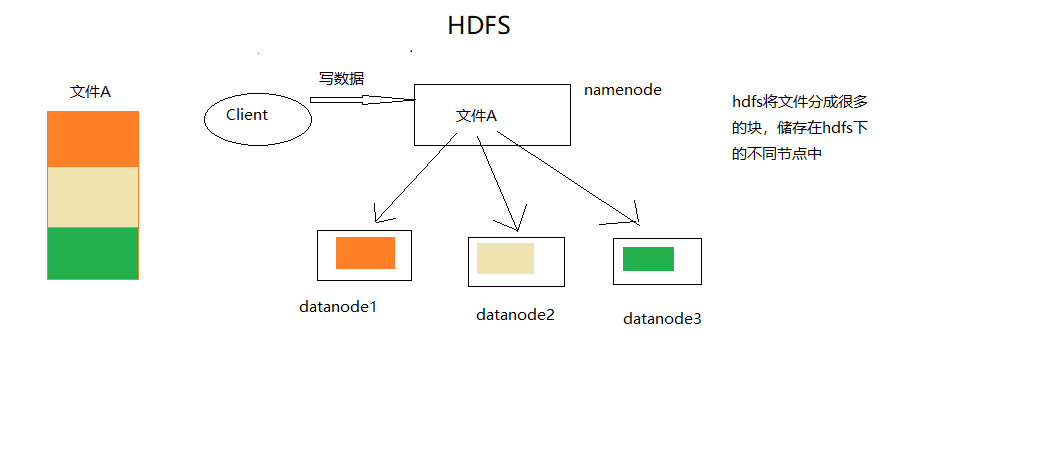 HDFS
文件A
写数据
Client
文件A
namenode
hdfs将文件分成很多
的块，储存在hdfs下
的不同节点中
datanode1
datanode2
datanode3